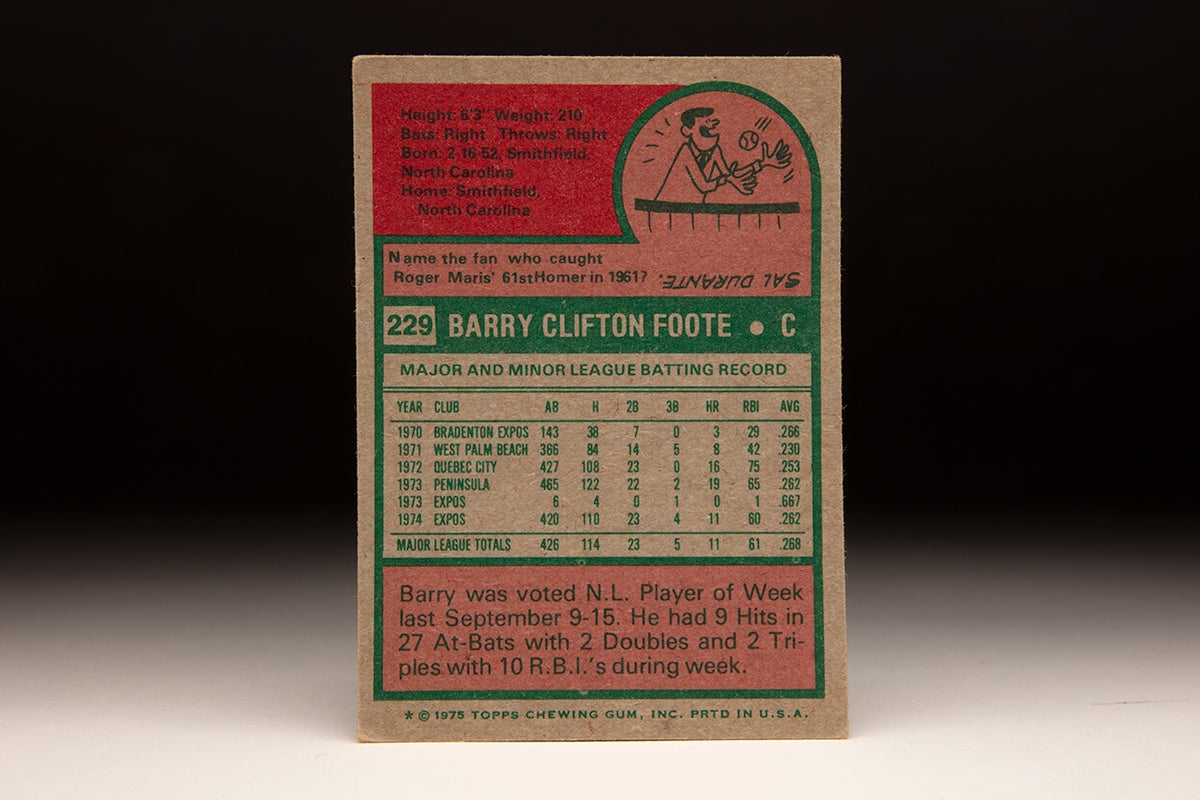 Height: 6'3" Weight: 210
Bats: Right Throws: Right
Born: 2-16-52, Smithfield,
North Carolina
Home: Smithfield,
North Carolina
Name the fan who caught
Roger Maris' 61st Homer in 1961?
SAL DURANTE.
229 BARRY CLIFTON FOOTE • C
MAJOR AND MINOR LEAGUE BATTING RECORD
YEAR CLUB AB H 2B 3B HR RBI AVG
1970 BRADENTON EXPOS 143 38 7 0 3 29 .266
1971 WEST PALM BEACH 366 84 14 5 8 42 .230
1972 QUEBEC CITY 427 108 23 0 16 75 .253
1973 PENINSULA 465 122 22 2 19 65 .262
1973 EXPOS 6 4 0 1 0 1 .667
1974 EXPOS 420 110 23 4 11 60 .262
MAJOR LEAGUE TOTALS 426 114 23 5 11 61 .268
Barry was voted N.L. Player of Week
last September 9-15. He had 9 Hits in
27 At-Bats with 2 Doubles and 2 Tri-
ples with 10 R.B.I.'s during week.
* © 1975 TOPPS CHEWING GUM, INC. PRTD IN U.S.A.